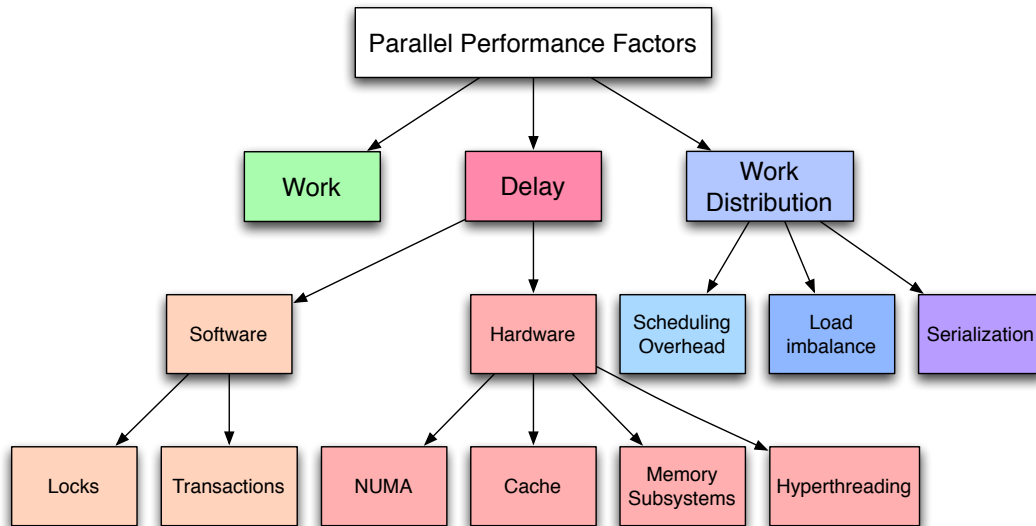 Parallel Performance Factors
Work
Delay
Work
Distribution
Software
Hardware
Scheduling
Overhead
Load
imbalance
Serialization
Locks
Transactions
NUMA
Cache
Memory
Subsystems
Hyperthreading